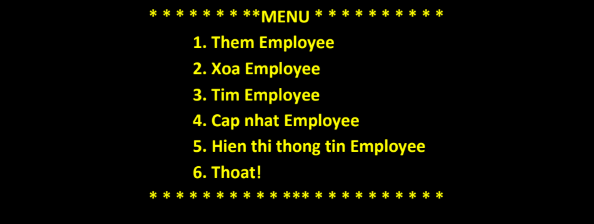 * * * * * * * * **MENU * * * * * * * * * *
1. Them Employee
2. Xoa Employee
3. Tim Employee
4. Cap nhat Employee
5. Hien thi thong tin Employee
6. Thoat!
* * * * * * * * * * *** * * * * * * * * * *